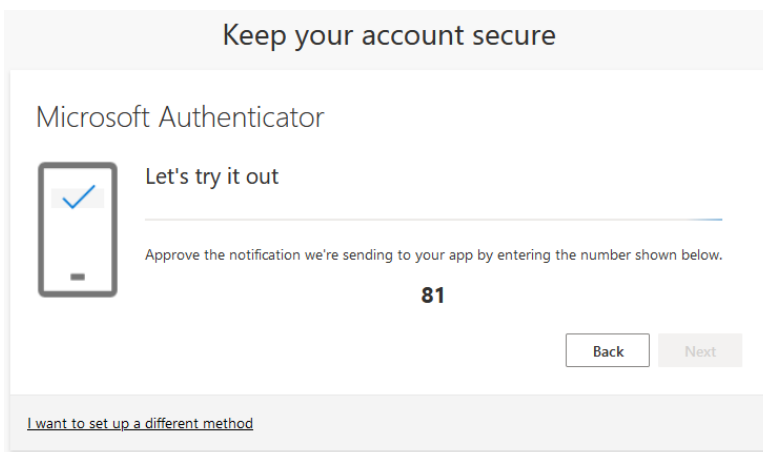 Keep your account secure
Microsoft Authenticator
Let's try it out
Approve the notification we're sending to your app by entering the number shown below.
81
Back
Next
I want to set up a different method